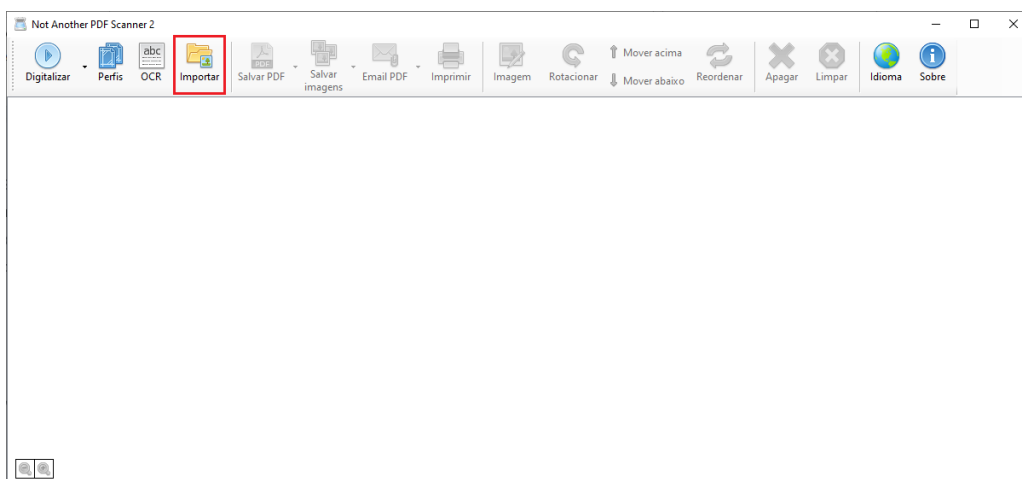 Not Another PDF Scanner 2
Digitalizar
Perfis
abc
OCR
Importar
PDF
Salvar PDF
Salvar
imagens
Email PDF
Imprimir
Imagem
Rotacionar
Mover acima
Mover abaixo
Reordenar
Apagar
Limpar
Idioma
Sobre